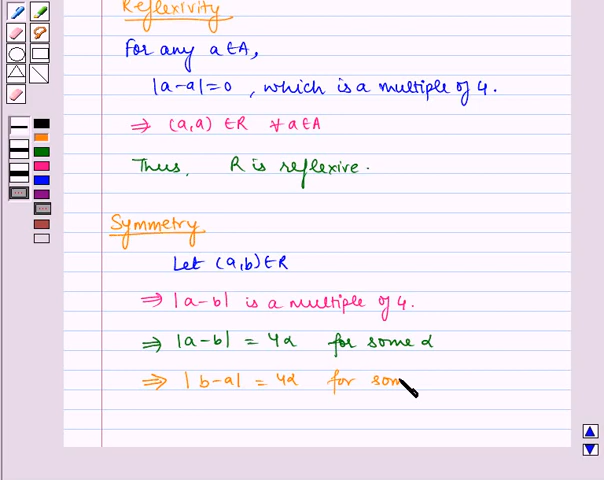 Reflexivity
For any a∈A,
|a-a|=0, which is a multiple of 4.
⇒ (a,a) ∈R ∀ a∈A
Thus, R is reflexive.
Symmetry
Let (a,b)∈R
⇒ |a-b| is a multiple of 4.
⇒ |a-b| = 4α for some α
⇒ |b-a| = 4α for som